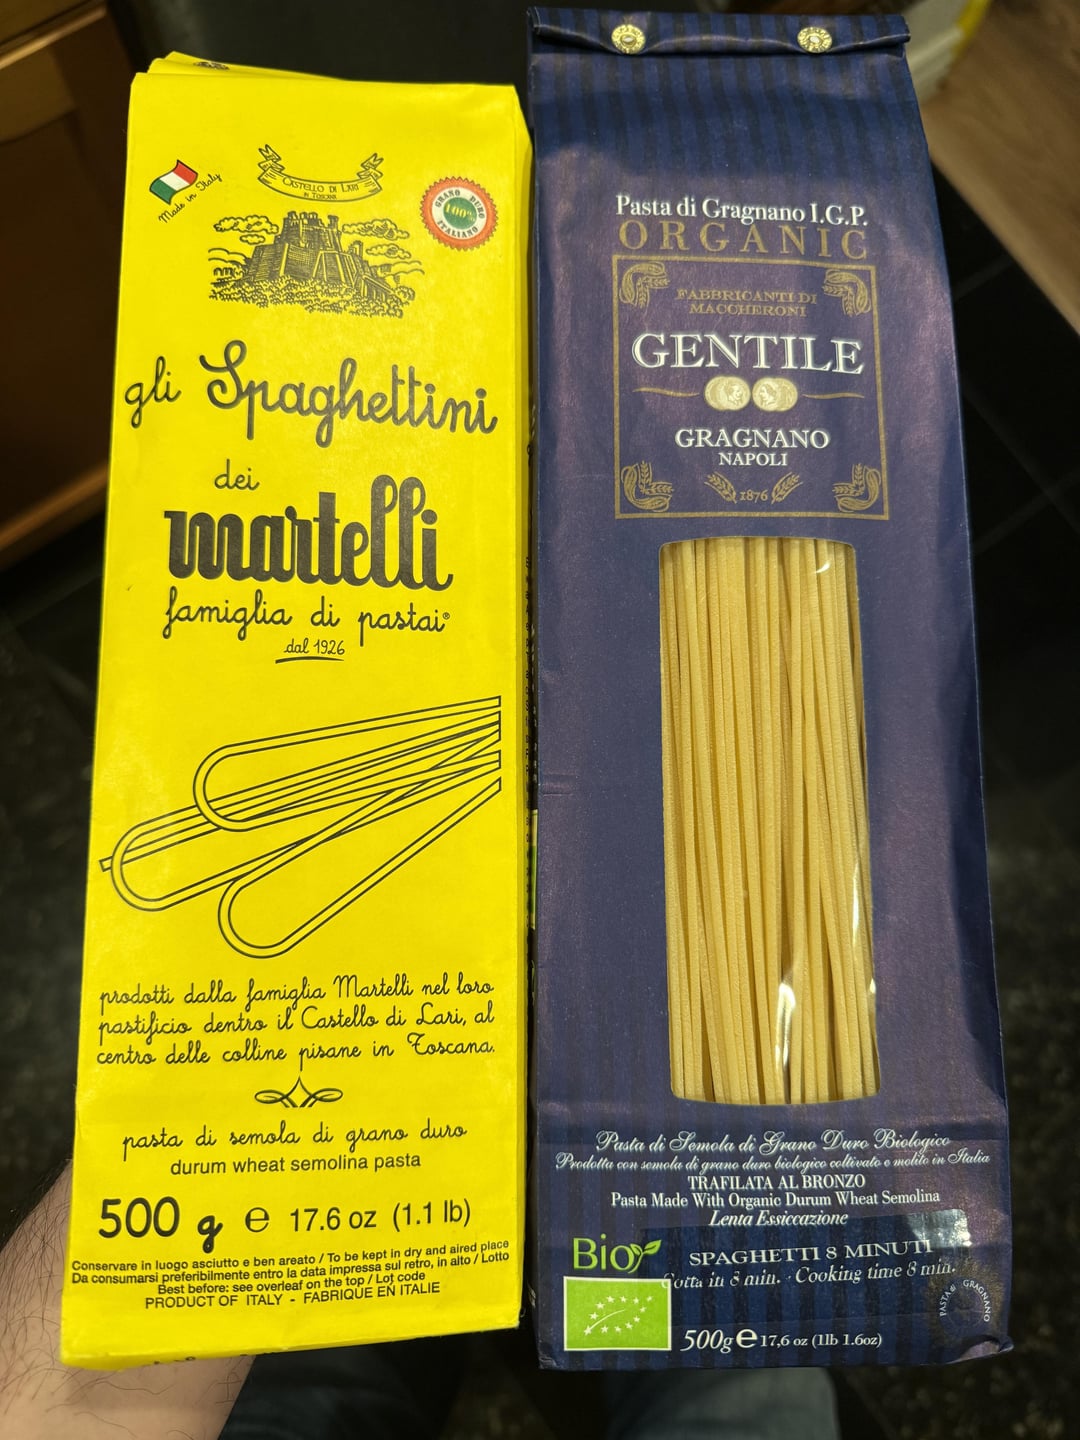 Made in Italy
CASTELLO DI LARI
IN TOSCANA
GRANO DURO
100%
ITALIANO
gli Spaghettini
dei
martelli
famiglia di pastai®
dal 1926
prodotti dalla famiglia Martelli nel loro
pastificio dentro il Castello di Lari, al
centro delle colline pisane in Toscana.
pasta di semola di grano duro
durum wheat semolina pasta
500 g e 17.6 oz (1.1 lb)
Conservare in luogo asciutto e ben areato / To be kept in dry and aired place
Da consumarsi preferibilmente entro la data impressa sul retro, in alto / Lotto
Best before: see overleaf on the top / Lot code
PRODUCT OF ITALY - FABRIQUE EN ITALIE
Pasta di Gragnano I.G.P.
ORGANIC
FABBRICANTI DI
MACCHERONI
GENTILE
GRAGNANO
NAPOLI
1876
Pasta di Semola di Grano Duro Biologico
Prodotta con semola di grano duro biologico coltivato e molito in Italia
TRAFILATA AL BRONZO
Pasta Made With Organic Durum Wheat Semolina
Lenta Essiccazione
Bio
SPAGHETTI 8 MINUTI
Cotta in 8 min. · Cooking time 8 min.
PASTA di GRAGNANO
500g e 17,6 oz (1lb 1.6oz)